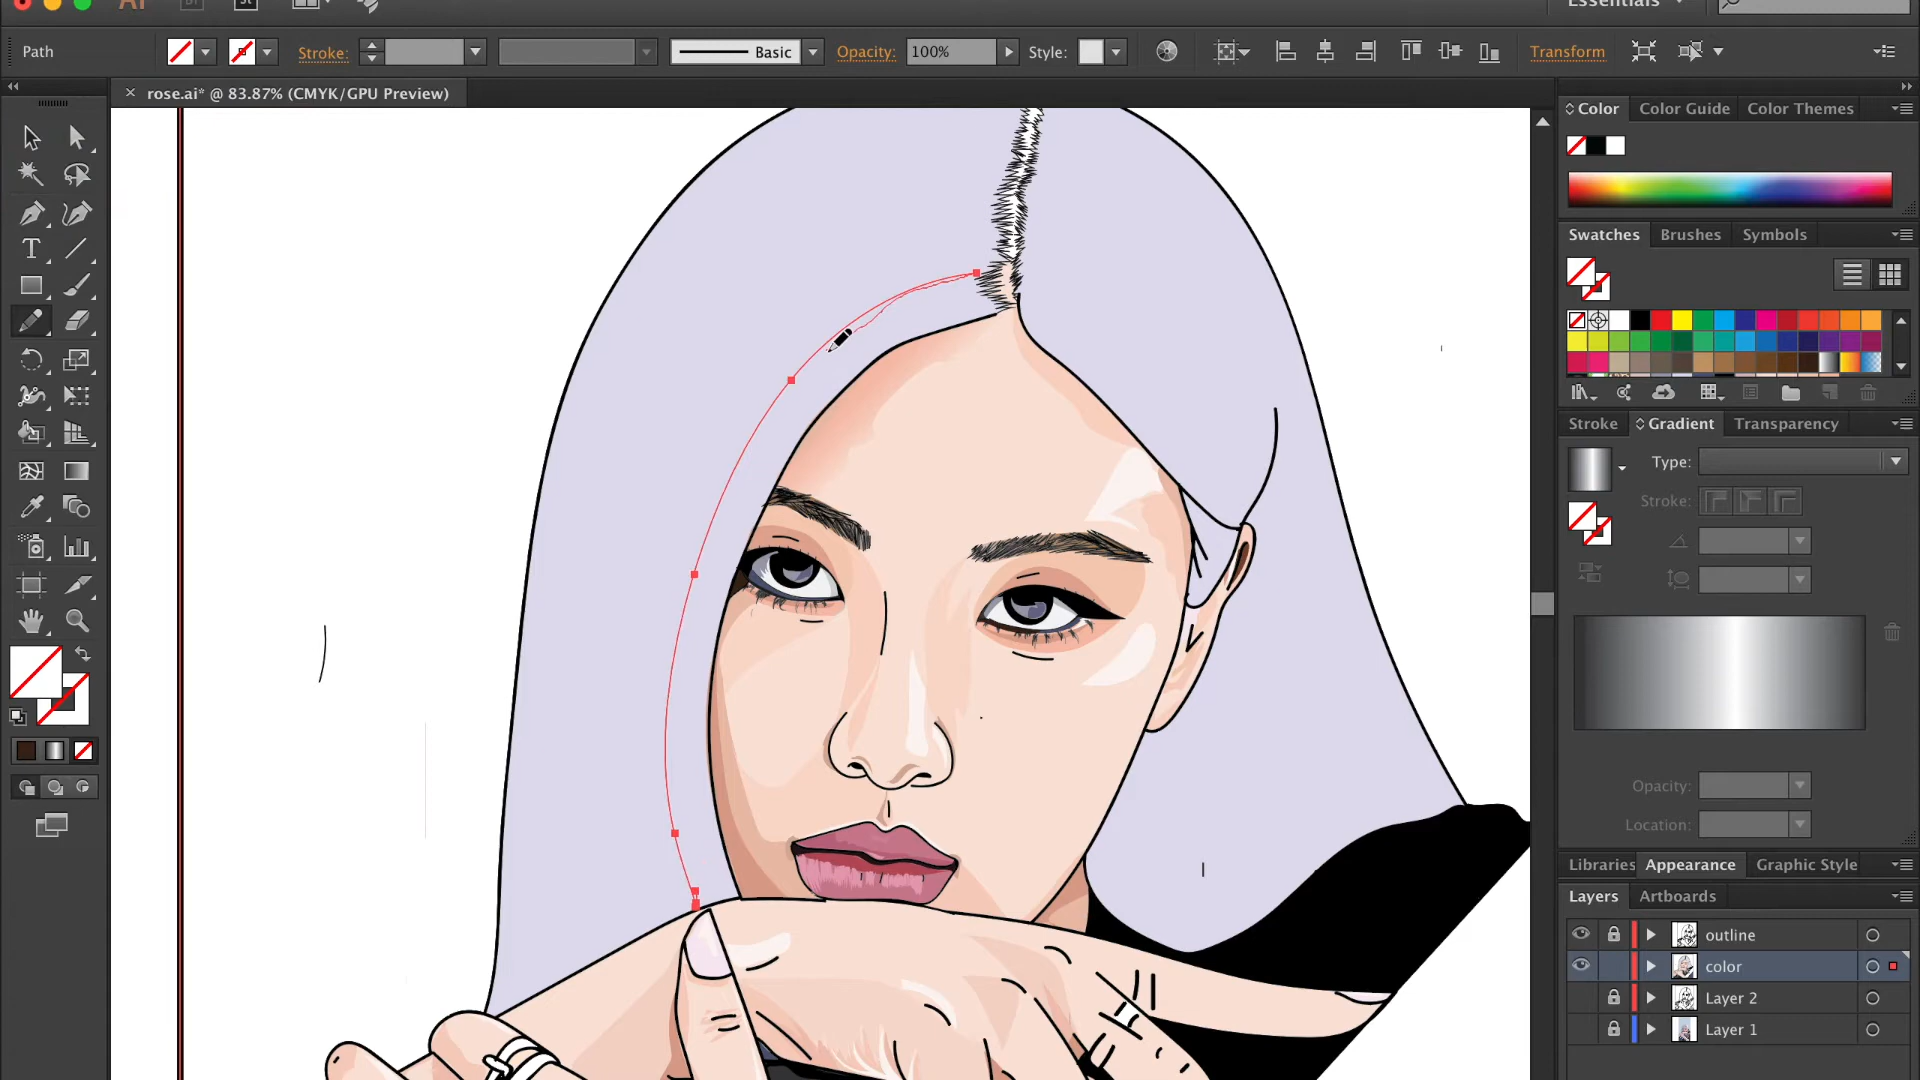 Essentials
Path
Stroke:
Basic
Opacity:
100%
Style:
Transform
rose.ai* @ 83.87% (CMYK/GPU Preview)
Color
Color Guide
Color Themes
Swatches
Brushes
Symbols
Stroke
Gradient
Transparency
Type:
Stroke:
Opacity:
Location:
Libraries
Appearance
Graphic Style
Layers
Artboards
outline
color
Layer 2
Layer 1